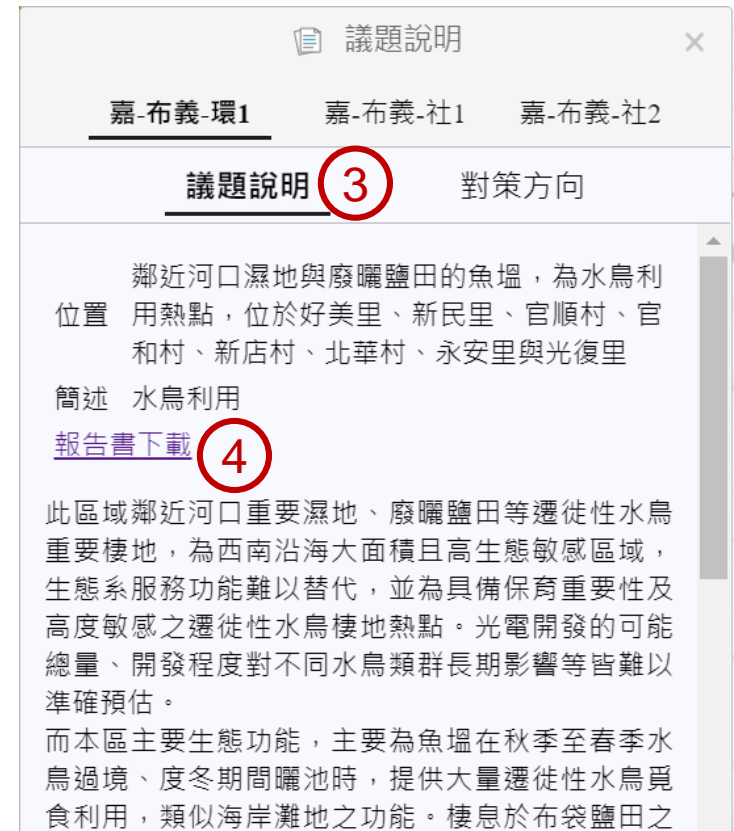 議題說明 ×
嘉-布義-環1 嘉-布義-社1 嘉-布義-社2
議題說明 3 對策方向
鄰近河口濕地與廢曬鹽田的魚塭，為水鳥利
位置 用熱點，位於好美里、新民里、官順村、官
和村、新店村、北華村、永安里與光復里
簡述 水鳥利用
報告書下載 4
此區域鄰近河口重要濕地、廢曬鹽田等遷徙性水鳥
重要棲地，為西南沿海大面積且高生態敏感區域，
生態系服務功能難以替代，並為具備保育重要性及
高度敏感之遷徙性水鳥棲地熱點。光電開發的可能
總量、開發程度對不同水鳥類群長期影響等皆難以
準確預估。
而本區主要生態功能，主要為魚塭在秋季至春季水
鳥過境、度冬期間曬池時，提供大量遷徙性水鳥覓
食利用，類似海岸灘地之功能。棲息於布袋鹽田之